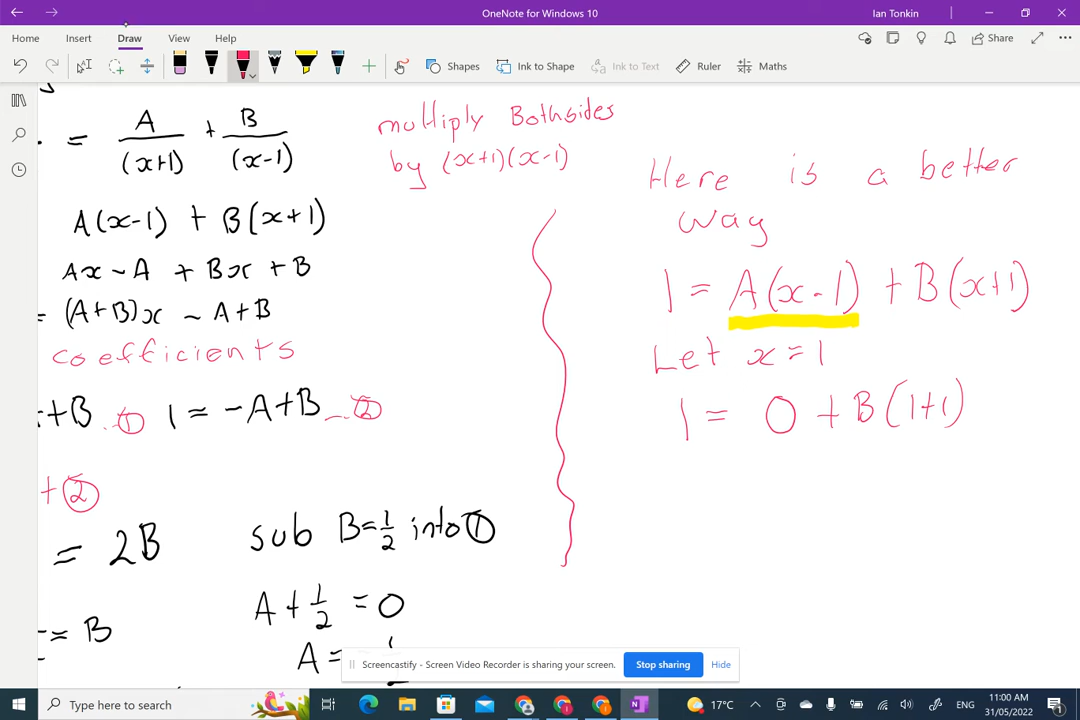 OneNote for Windows 10
Ian Tonkin
Home Insert Draw View Help
Share
Shapes
Ink to Shape
Ink to Text
Ruler
Maths
= A/(x+1) + B/(x-1)
A(x-1) + B(x+1)
Ax - A + Bx + B
= (A+B)x - A+B
coefficients
+B ..① 1 = -A+B ...②
+ ②
= 2B
= B
multiply Bothsides
by (x+1)(x-1)
sub B=1/2 into①
A + 1/2 = 0
A =
Here is a better
way
1 = A(x-1) + B(x+1)
Let x=1
1 = 0 + B(1+1)
Screencastify - Screen Video Recorder is sharing your screen.
Stop sharing
Hide
Type here to search
17°C
ENG
11:00 AM
31/05/2022